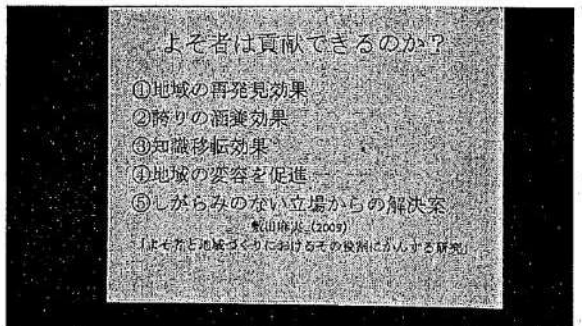 よそ者は貢献できるのか？
①地域の再発見効果
②誇りの涵養効果
③知識移転効果
④地域の変容を促進
⑤しがらみのない立場からの解決案
敷田麻実 (2009)
「よそ者と地域づくりにおけるその役割にかんする研究」